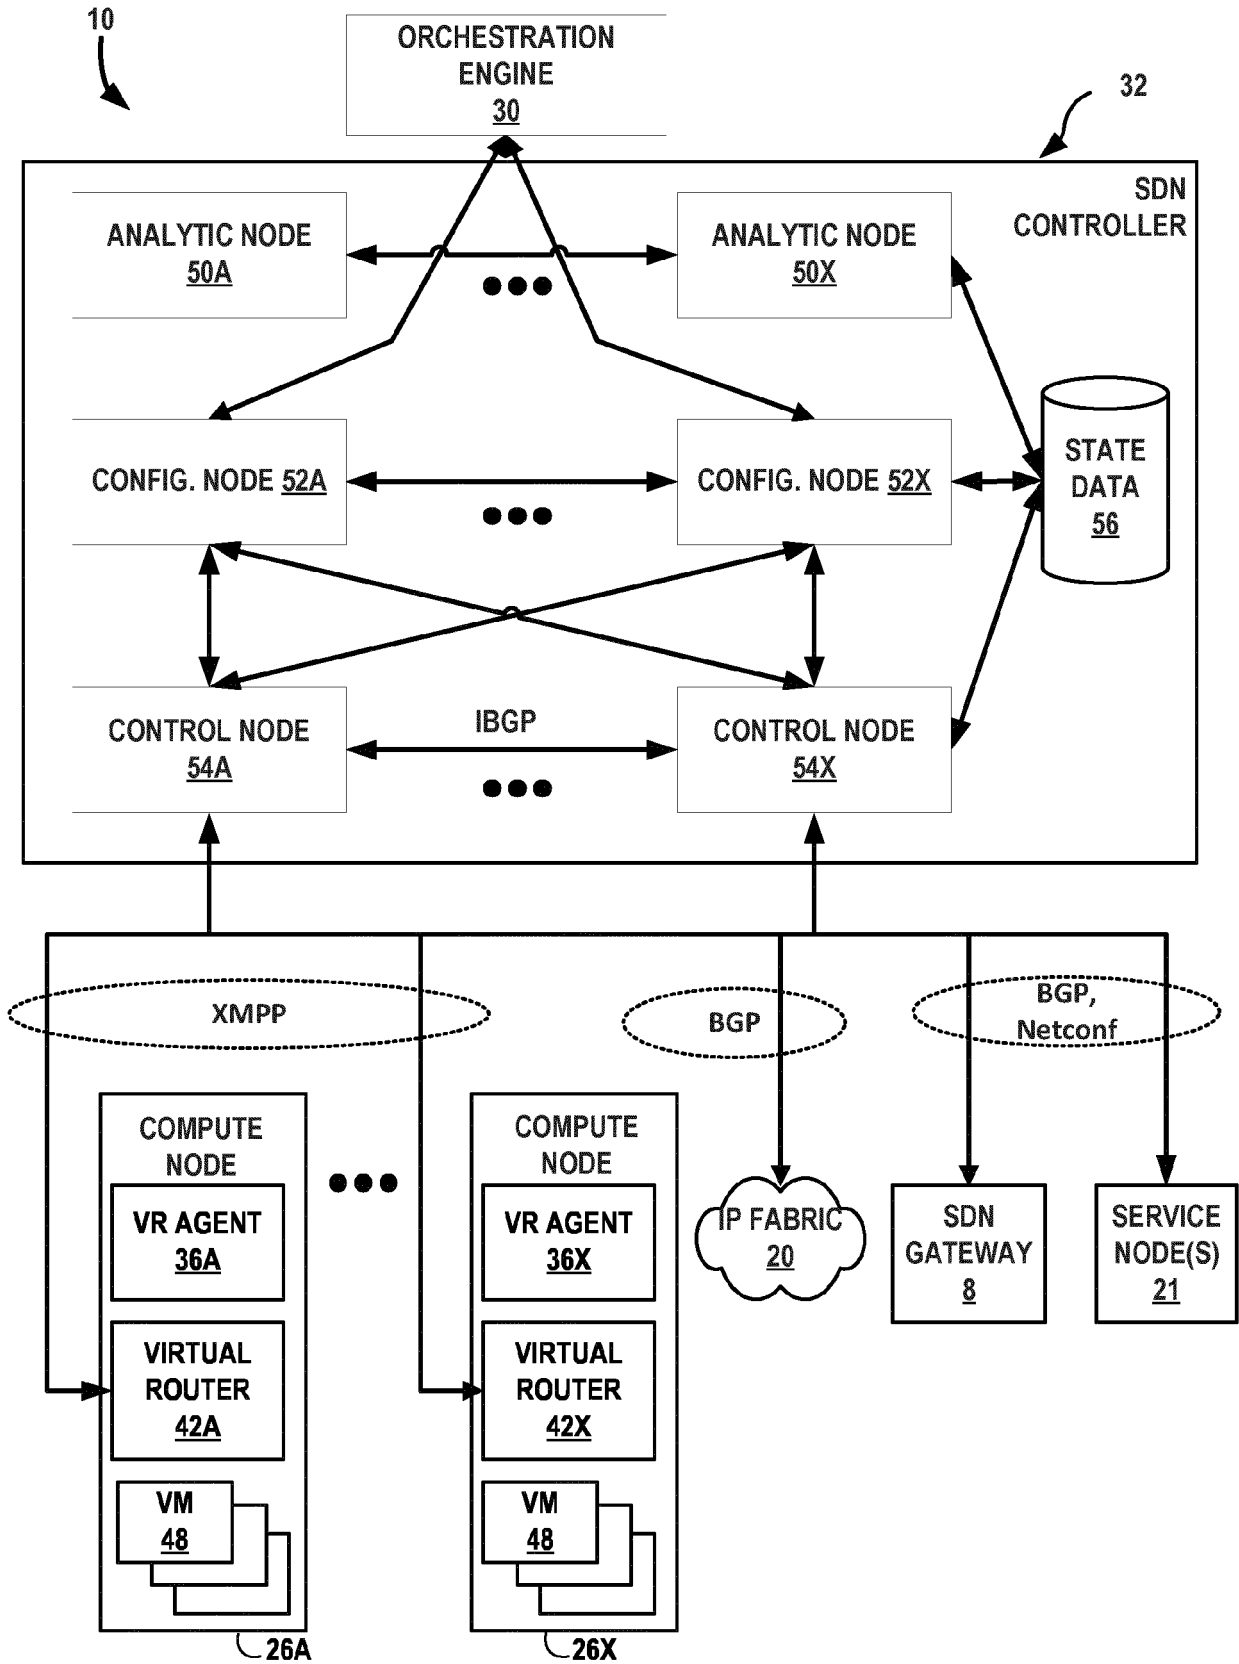 10
ORCHESTRATION
ENGINE
30
32
SDN
CONTROLLER
ANALYTIC NODE
50A
ANALYTIC NODE
50X
CONFIG. NODE 52A
CONFIG. NODE 52X
STATE
DATA
56
CONTROL NODE
54A
IBGP
CONTROL NODE
54X
XMPP
BGP
BGP,
Netconf
COMPUTE
NODE
VR AGENT
36A
VIRTUAL
ROUTER
42A
VM
48
26A
COMPUTE
NODE
VR AGENT
36X
VIRTUAL
ROUTER
42X
VM
48
26X
IP FABRIC
20
SDN
GATEWAY
8
SERVICE
NODE(S)
21